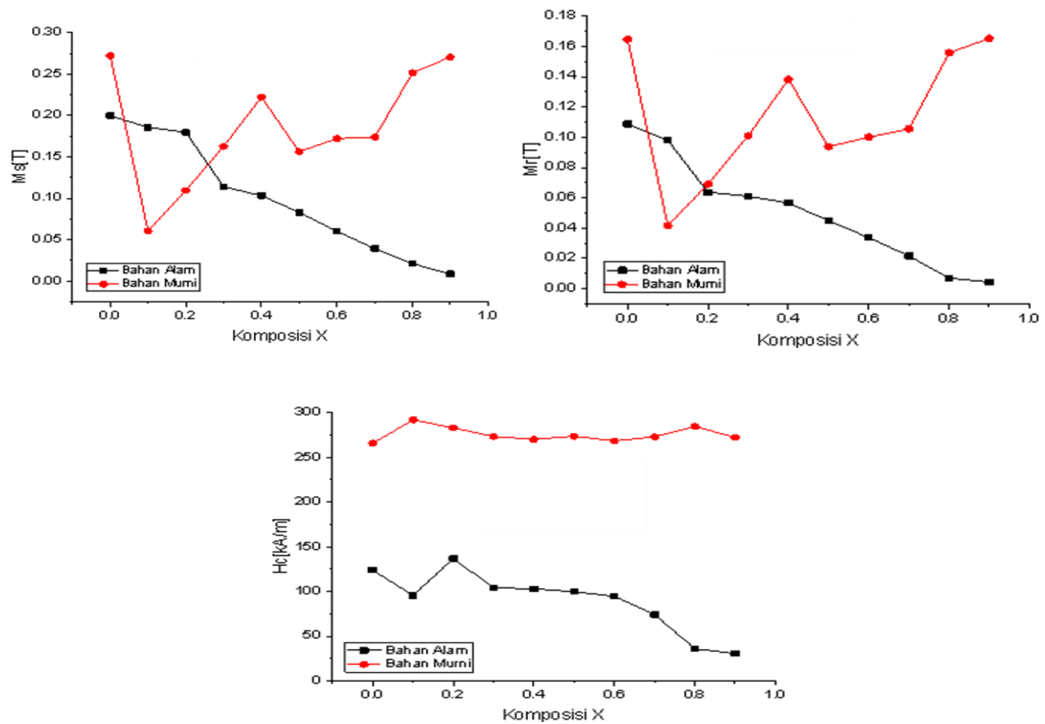 0.30
0.25
0.20
0.15
0.10
0.05
0.00
Ms[T]
Bahan Alam
Bahan Murni
0.0 0.2 0.4 0.6 0.8 1.0
Komposisi X
0.18
0.16
0.14
0.12
0.10
0.08
0.06
0.04
0.02
0.00
Mr[T]
Bahan Alam
Bahan Murni
0.0 0.2 0.4 0.6 0.8 1.0
Komposisi X
300
250
200
150
100
50
0
Hc[kA/m]
Bahan Alam
Bahan Murni
0.0 0.2 0.4 0.6 0.8 1.0
Komposisi X